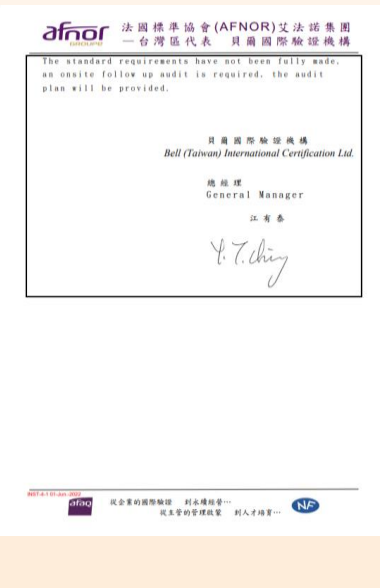 afnor
GROUPE
法國標準協會(AFNOR)艾法諾集團
—台灣區代表 貝爾國際驗證機構
The standard requirements have not been fully made,
an onsite follow up audit is required, the audit
plan will be provided.
貝爾國際驗證機構
Bell (Taiwan) International Certification Ltd.
總經理
General Manager
江有泰
Y. T. Ching
INST-A-1 01-Jun.-2022
afaq
從企業的國際驗證 到永續經營…
從主管的管理政策 到人才培育…
NF